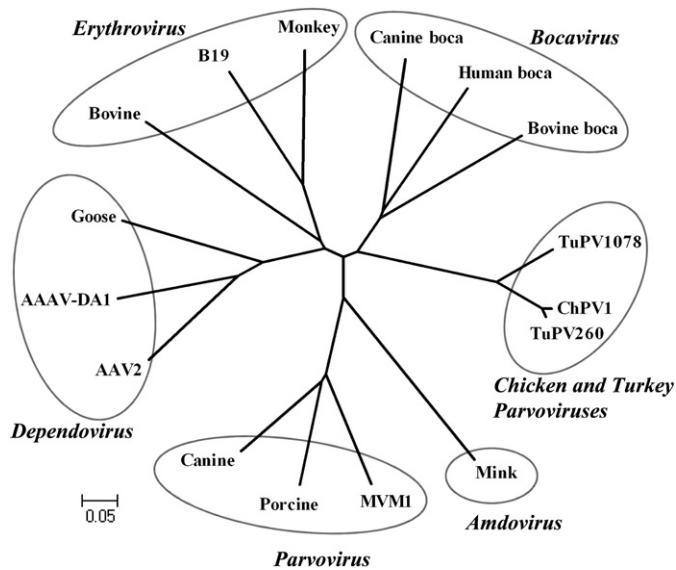 Erythrovirus
Monkey
B19
Bovine
Bocavirus
Canine boca
Human boca
Bovine boca
Goose
AAAV-DA1
AAV2
Dependovirus
TuPV1078
ChPV1
TuPV260
Chicken and Turkey
Parvoviruses
Canine
Porcine
MVM1
Parvovirus
Mink
Amdovirus
0.05